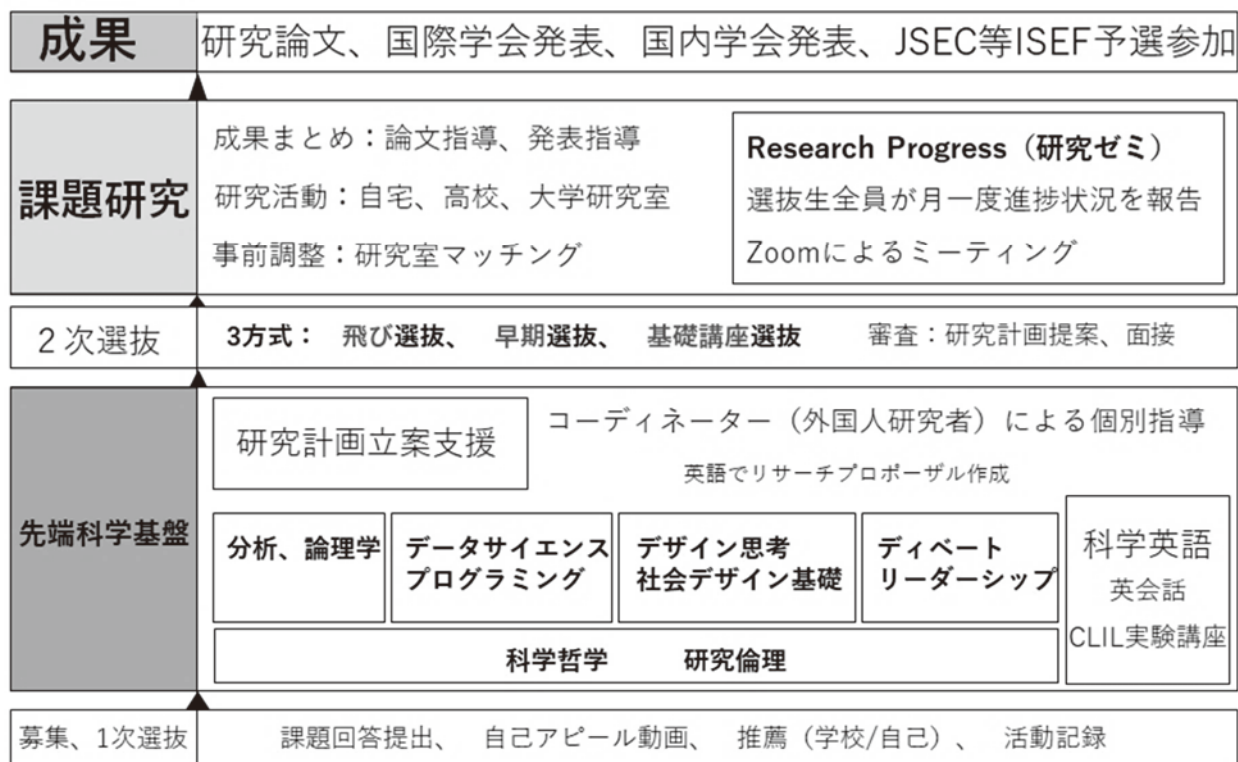 成果
研究論文、国際学会発表、国内学会発表、JSEC等ISEF予選参加
課題研究
成果まとめ：論文指導、発表指導
研究活動：自宅、高校、大学研究室
事前調整：研究室マッチング
Research Progress（研究ゼミ）
選抜生全員が月一度進捗状況を報告
Zoomによるミーティング
２次選抜
3方式： 飛び選抜、 早期選抜、 基礎講座選抜 審査：研究計画提案、面接
先端科学基盤
研究計画立案支援
コーディネーター（外国人研究者）による個別指導
英語でリサーチプロポーザル作成
分析、論理学
データサイエンス
プログラミング
デザイン思考
社会デザイン基礎
ディベート
リーダーシップ
科学英語
英会話
CLIL実験講座
科学哲学 研究倫理
募集、1次選抜
課題回答提出、 自己アピール動画、 推薦（学校/自己）、 活動記録